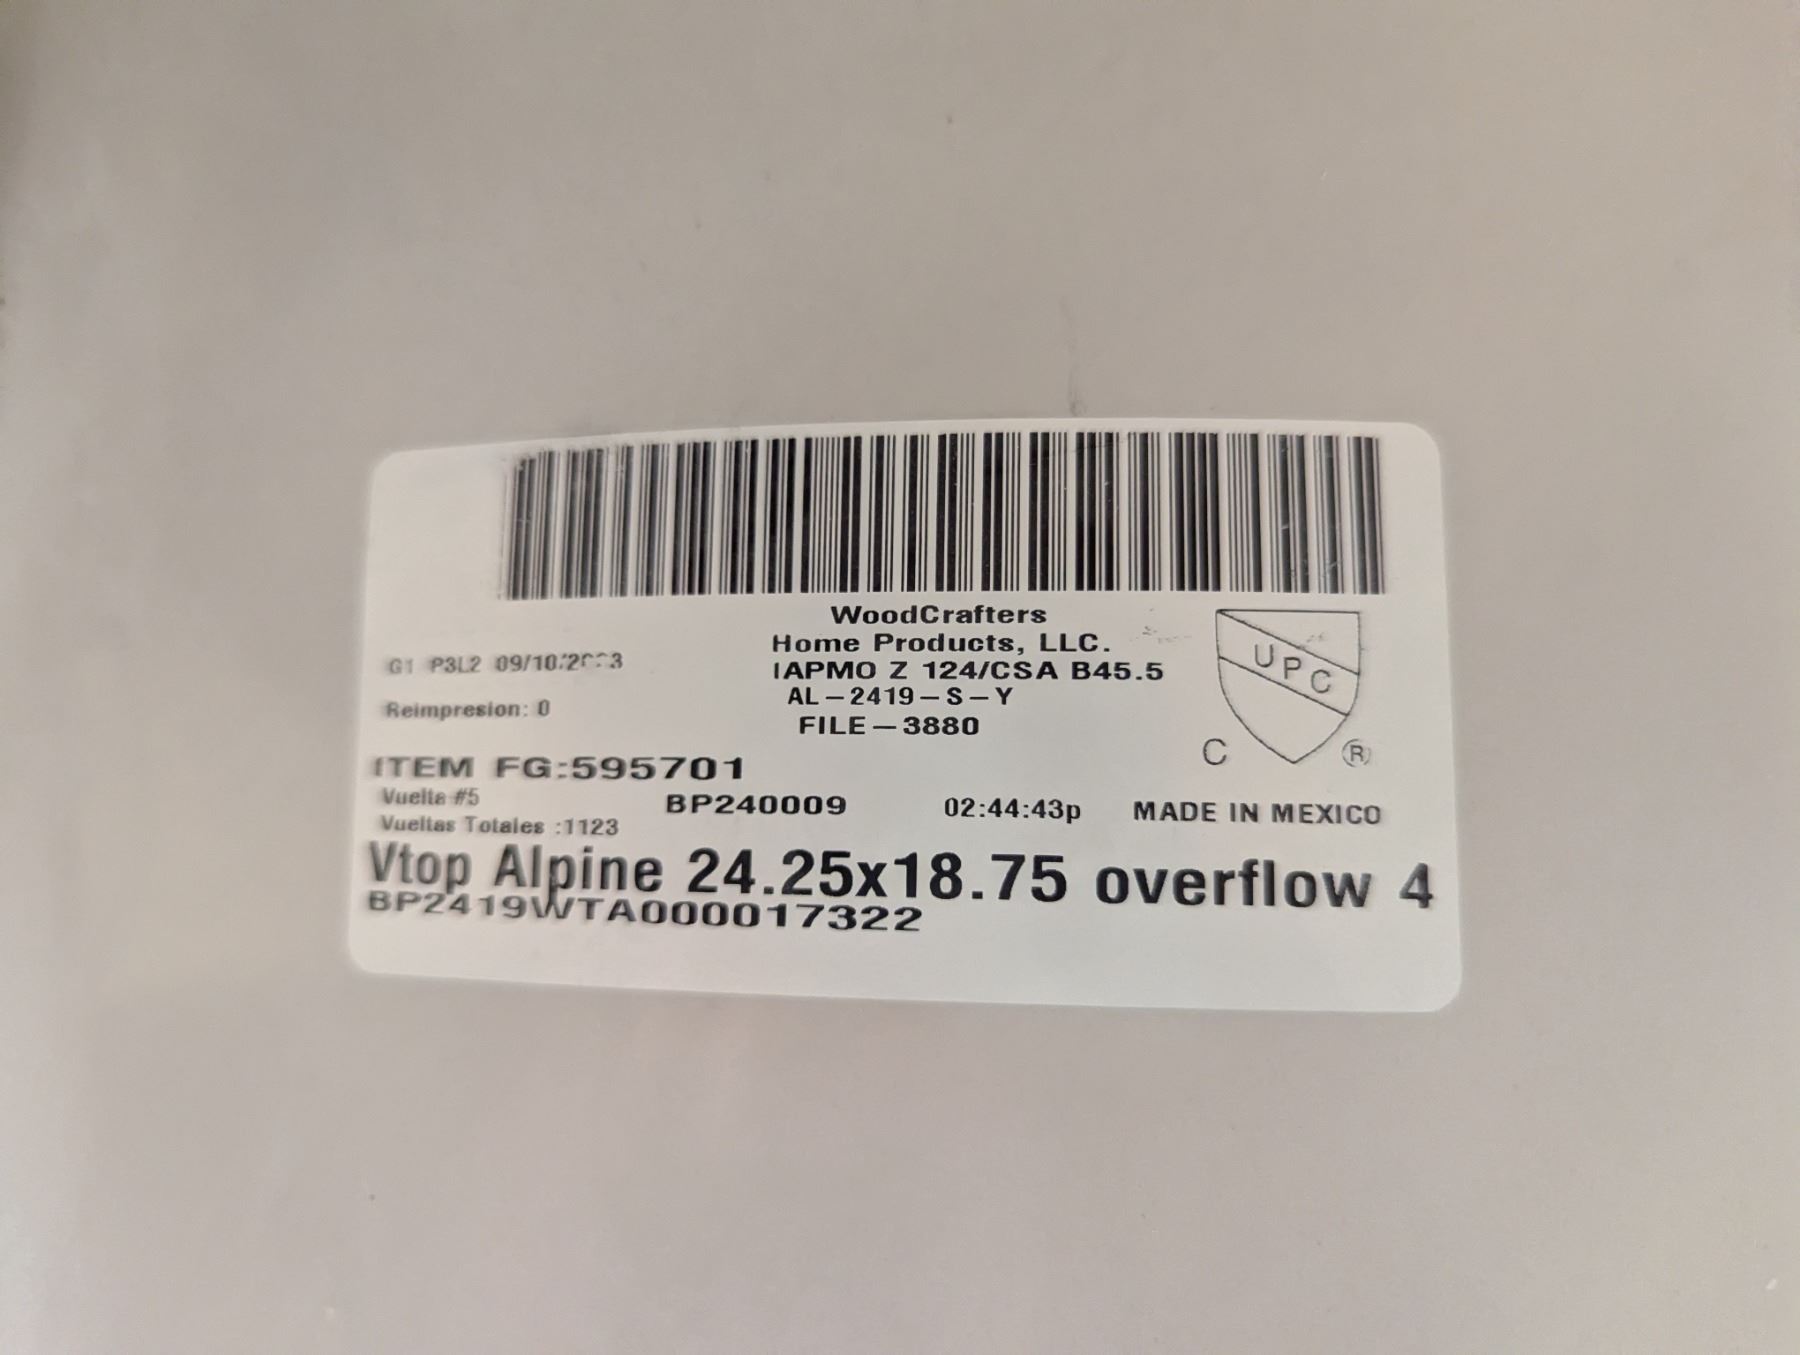 WoodCrafters
Home Products, LLC.
IAPMO Z 124/CSA B45.5
AL-2419-S-Y
FILE-3880
UPC
C ®
G1 P3L2
Reimpresion: 0
ITEM FG:595701
Vuelta #5
BP240009 02:44:43p MADE IN MEXICO
Vueltas Totales :1123
Vtop Alpine 24.25x18.75 overflow 4
BP2419WTA000017322